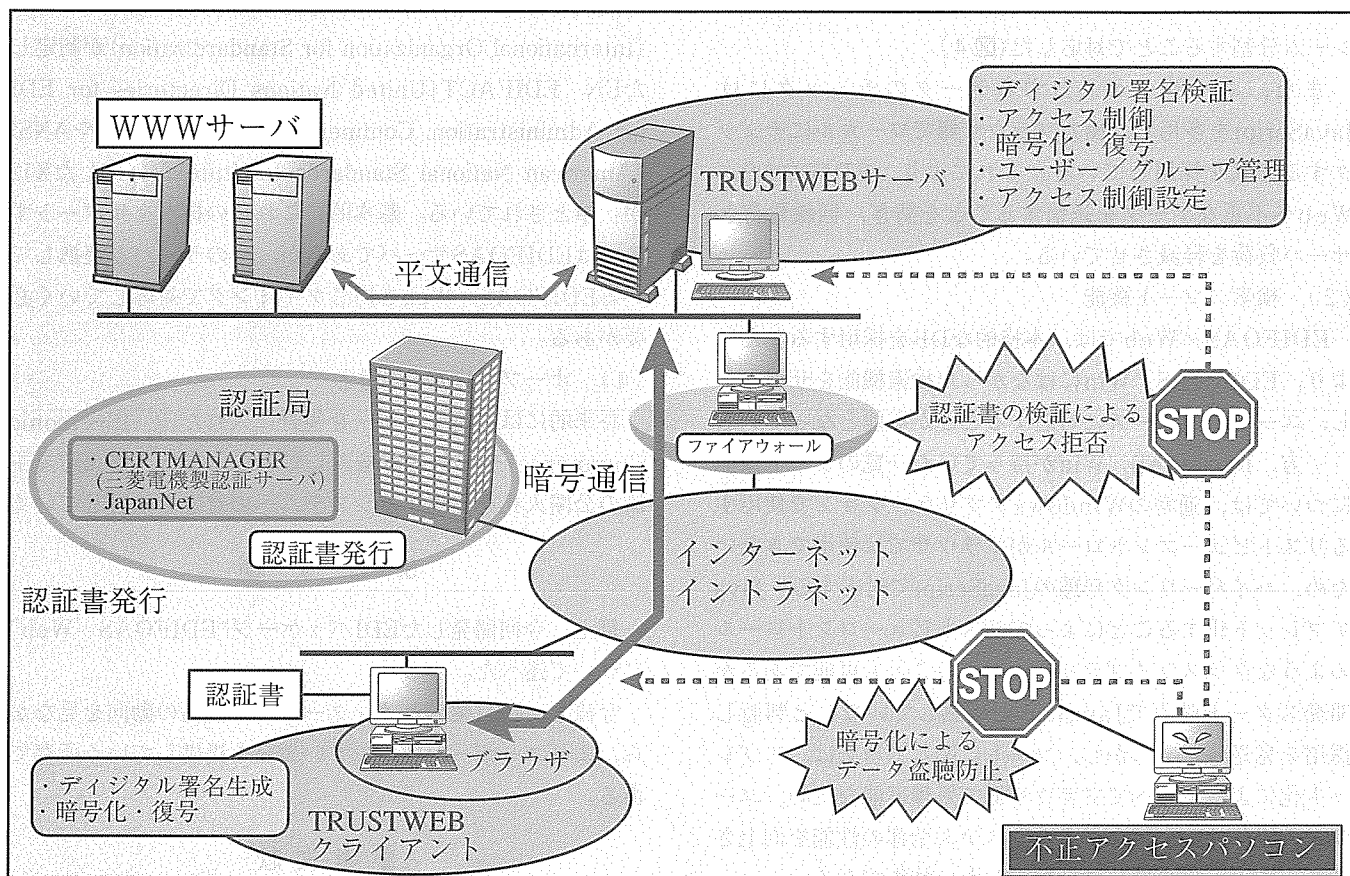 WWWサーバ
TRUSTWEBサーバ
・ディジタル署名検証
・アクセス制御
・暗号化・復号
・ユーザー／グループ管理
・アクセス制御設定
平文通信
認証局
・CERTMANAGER
(三菱電機製認証サーバ)
・JapanNet
認証書発行
暗号通信
ファイアウォール
認証書の検証による
アクセス拒否
STOP
インターネット
イントラネット
認証書発行
認証書
ブラウザ
・ディジタル署名生成
・暗号化・復号
TRUSTWEB
クライアント
STOP
暗号化による
データ盗聴防止
不正アクセスパソコン